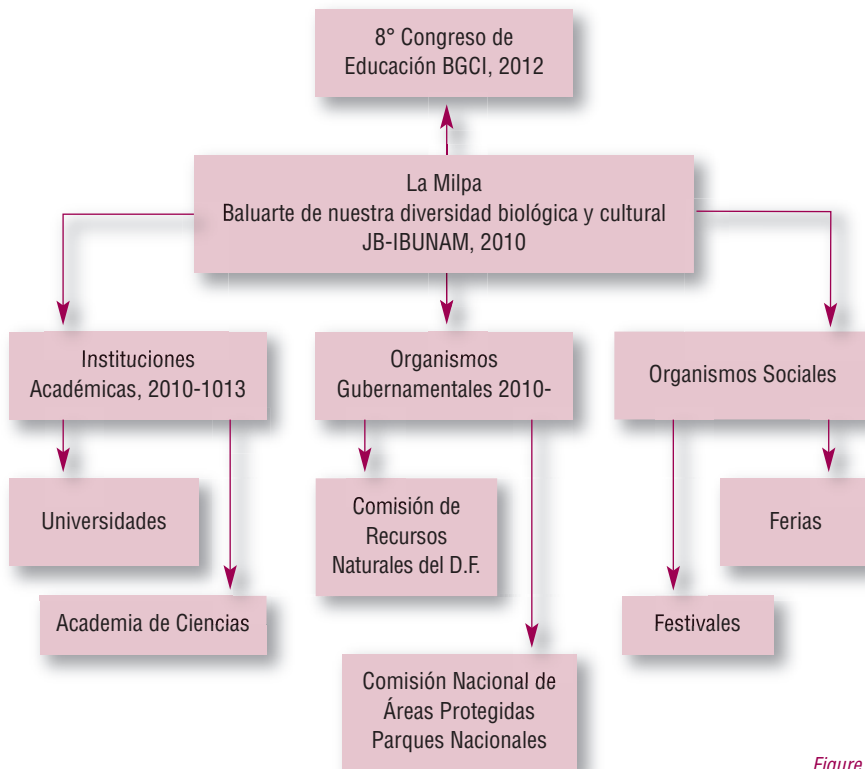 8° Congreso de
Educación BGCI, 2012
La Milpa
Baluarte de nuestra diversidad biológica y cultural
JB-IBUNAM, 2010
Instituciones
Académicas, 2010-1013
Organismos
Gubernamentales 2010-
Organismos Sociales
Universidades
Comisión de
Recursos
Naturales del D.F.
Ferias
Academia de Ciencias
Festivales
Comisión Nacional de
Áreas Protegidas
Parques Nacionales
Figure